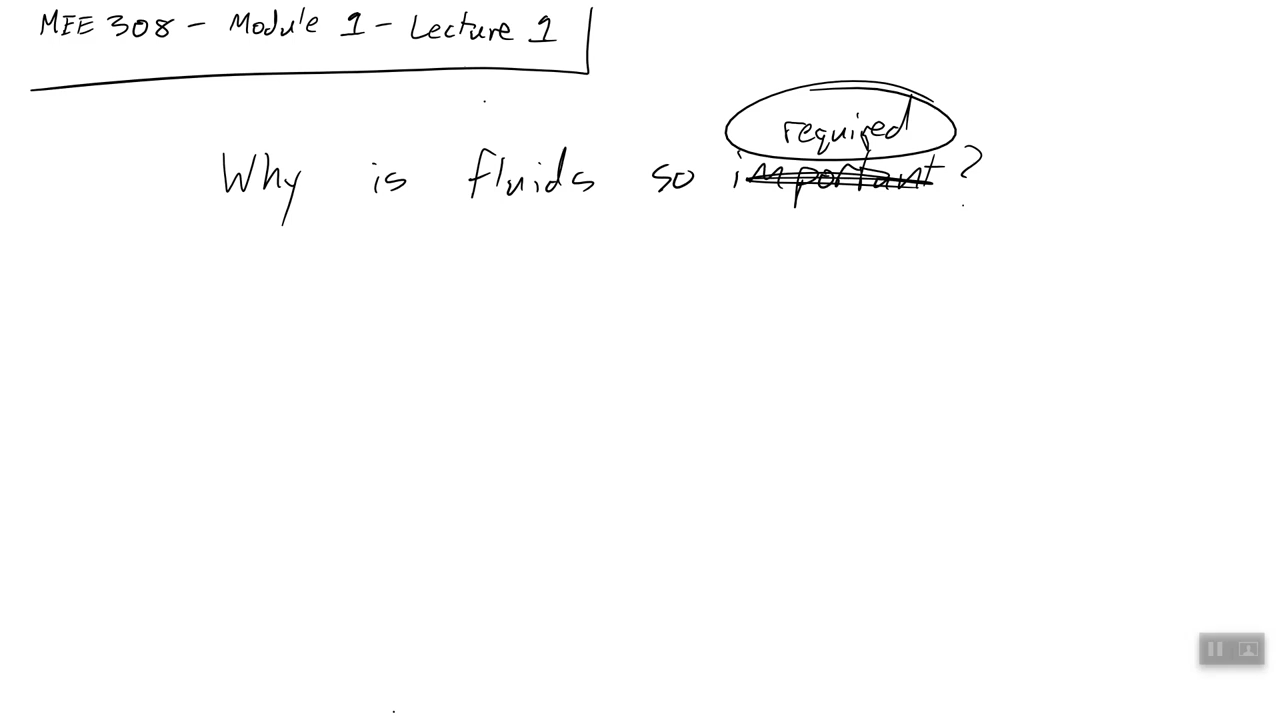 MEE 308 - Module 1 - Lecture 1
required
Why is fluids so important?